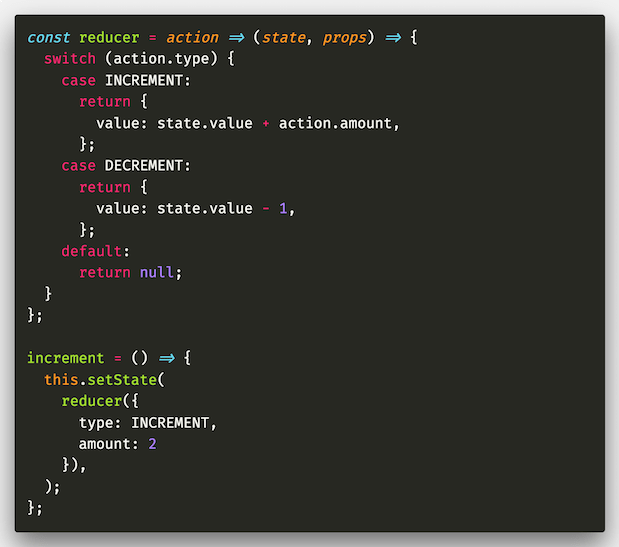 const reducer = action => (state, props) => {
  switch (action.type) {
    case INCREMENT:
      return {
        value: state.value + action.amount,
      };
    case DECREMENT:
      return {
        value: state.value - 1,
      };
    default:
      return null;
  }
};

increment = () => {
  this.setState(
    reducer({
      type: INCREMENT,
      amount: 2
    }),
  );
};